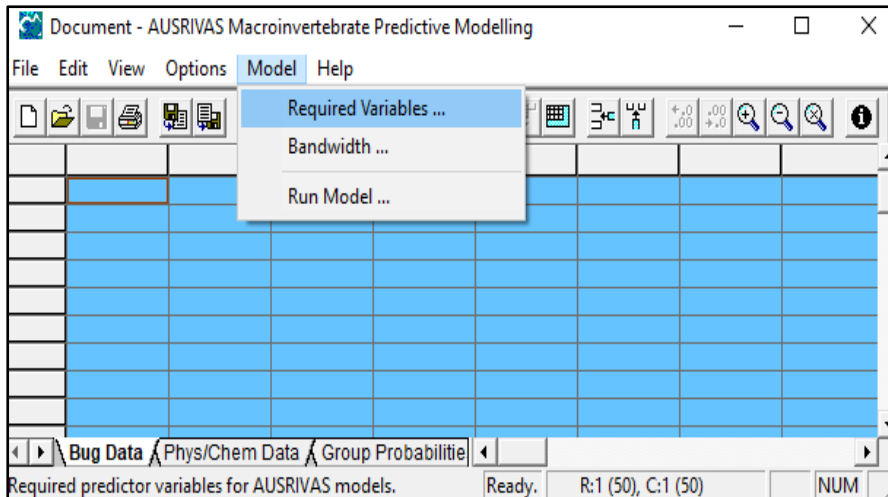 Document - AUSRIVAS Macroinvertebrate Predictive Modelling
File Edit View Options Model Help
Required Variables ...
Bandwidth ...
Run Model ...
Bug Data Phys/Chem Data Group Probabilitie
Required predictor variables for AUSRIVAS models. Ready. R:1 (50), C:1 (50) NUM